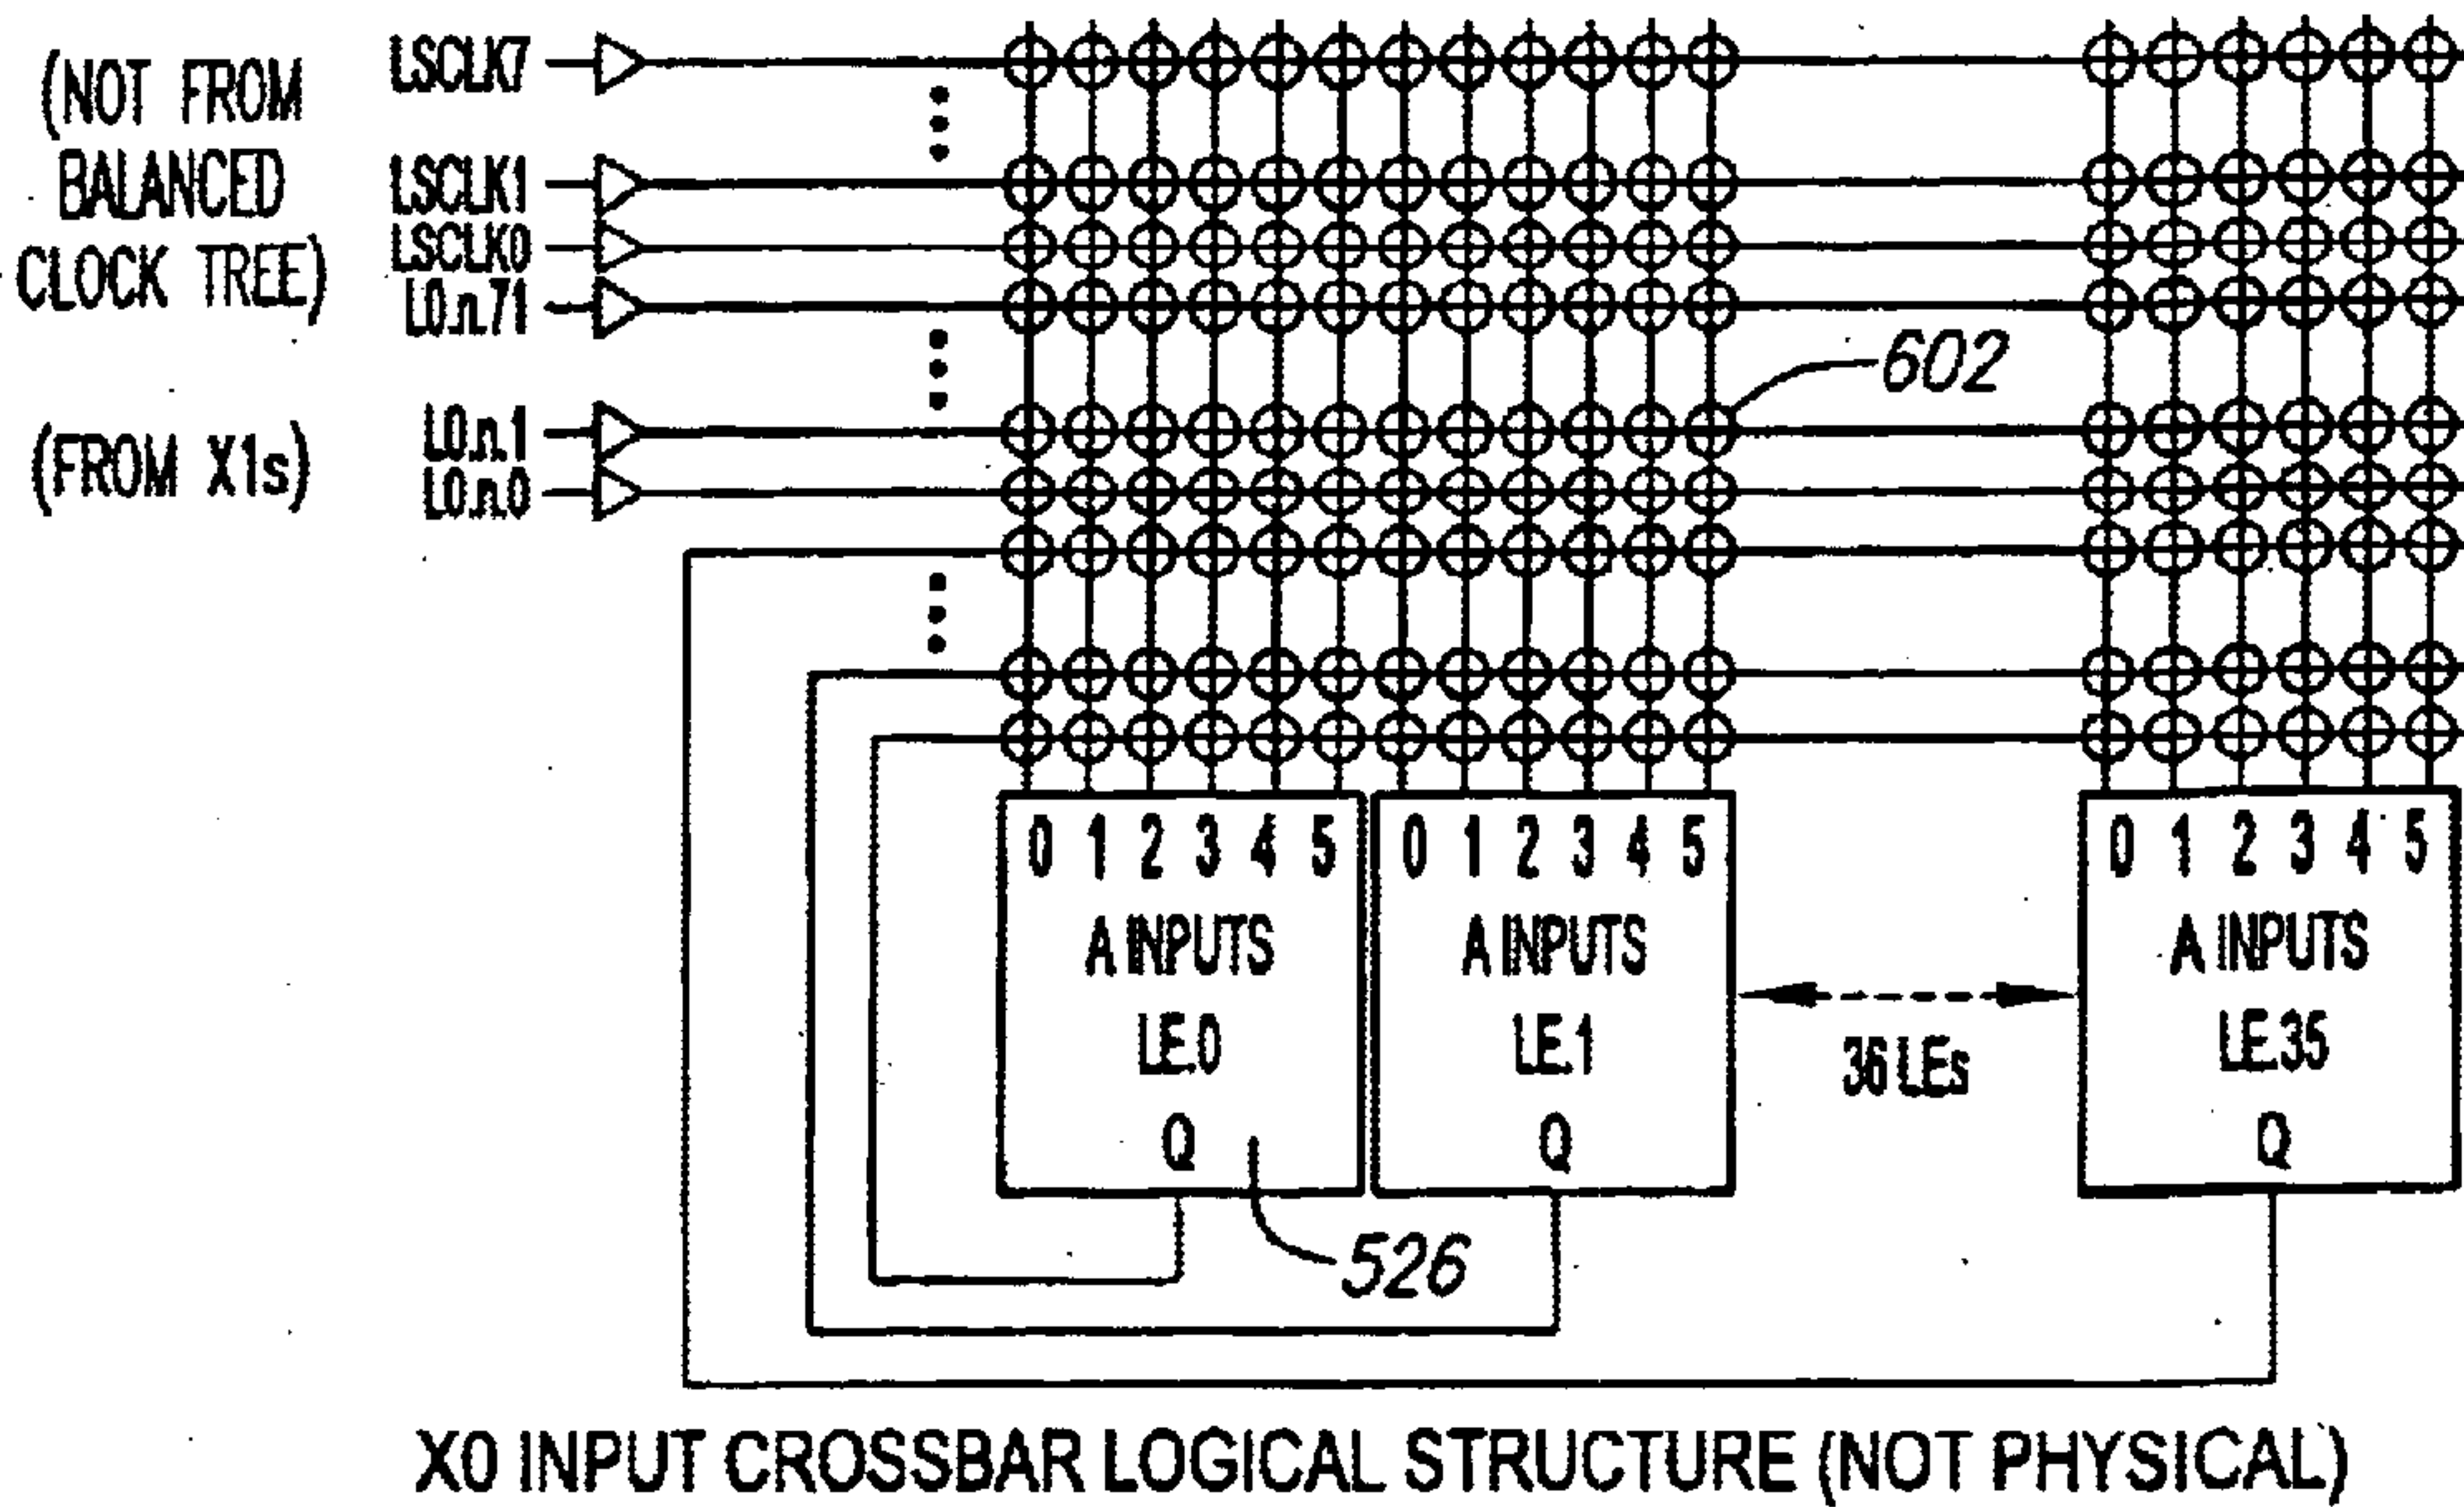 (NOT FROM
BALANCED
CLOCK TREE)
LSCLK7
LSCLK1
LSCLK0
L0.n.71
(FROM X1s)
L0.n.1
L0.n.0
602
0 1 2 3 4 5
A INPUTS
LE.0
Q
0 1 2 3 4 5
A INPUTS
LE.1
Q
36 LEs
0 1 2 3 4 5
A INPUTS
LE.35
Q
526
X0 INPUT CROSSBAR LOGICAL STRUCTURE (NOT PHYSICAL)